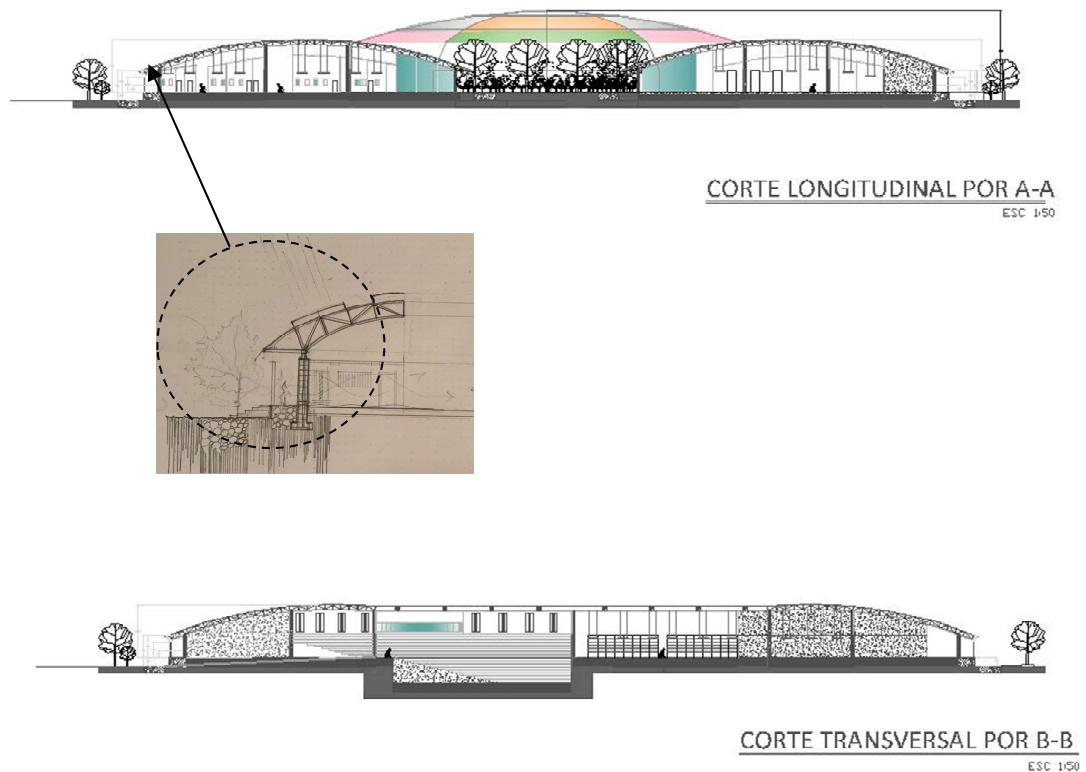 CORTE LONGITUDINAL POR A-A
ESC 1:50
CORTE TRANSVERSAL POR B-B
ESC 1:50